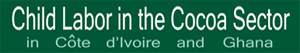 Child Labor in the Cocoa Sector
in Côte d'Ivoire and Ghana